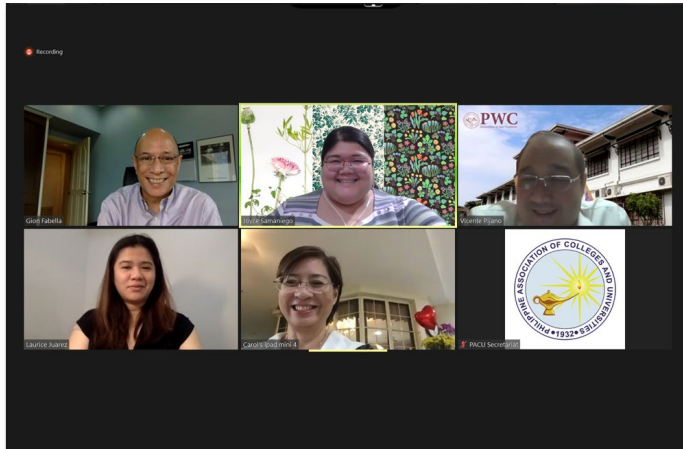 Recording
PWC
Gion Fabella
Joyce Samaniego
Vicente Pijano
PHILIPPINE ASSOCIATION OF COLLEGES AND UNIVERSITIES
•1932•
Laurice Juarez
Carol's Ipad mini 4
PACU Secretariat